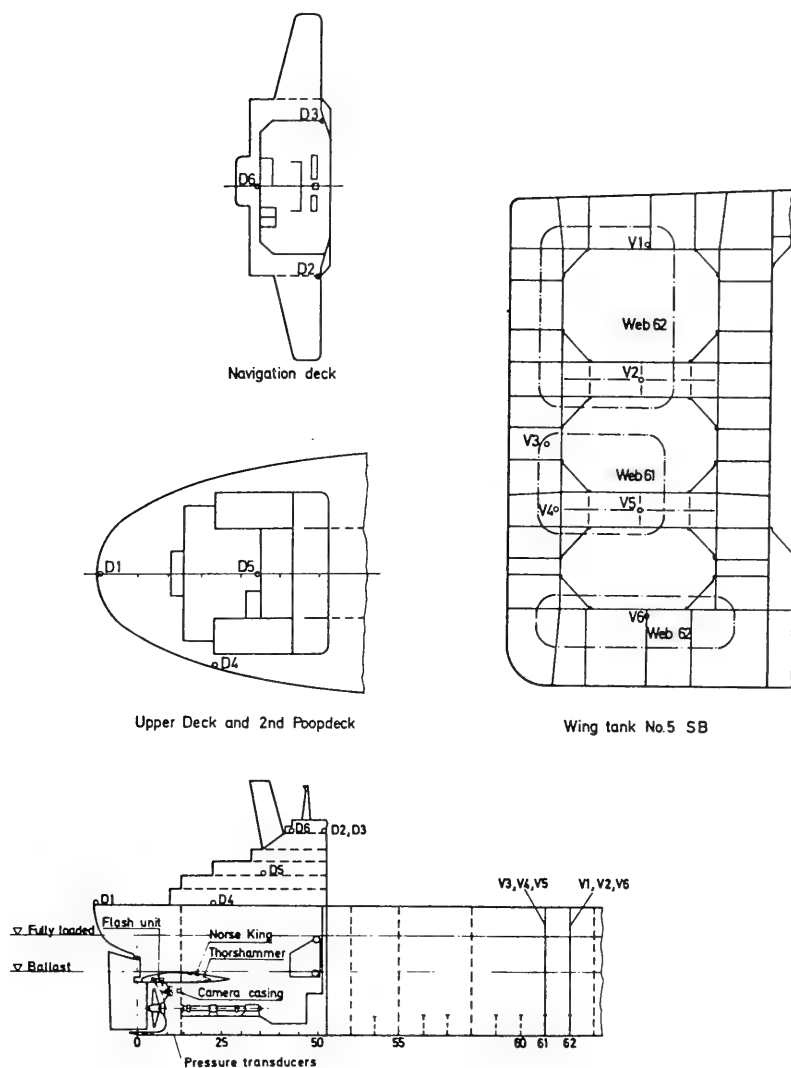 D3
D6
D2
Navigation deck
V1
Web 62
V2
V3
Web 61
V4
V5
V6
Web 62
Wing tank No.5 SB
D1
D5
D4
Upper Deck and 2nd Poopdeck
D6
D2, D3
D5
D1
D4
V3, V4, V5
V1, V2, V6
Flash unit
Fully loaded
Norse King
Thorshammer
Ballast
Camera casing
0
25
50
55
60
61
62
Pressure transducers